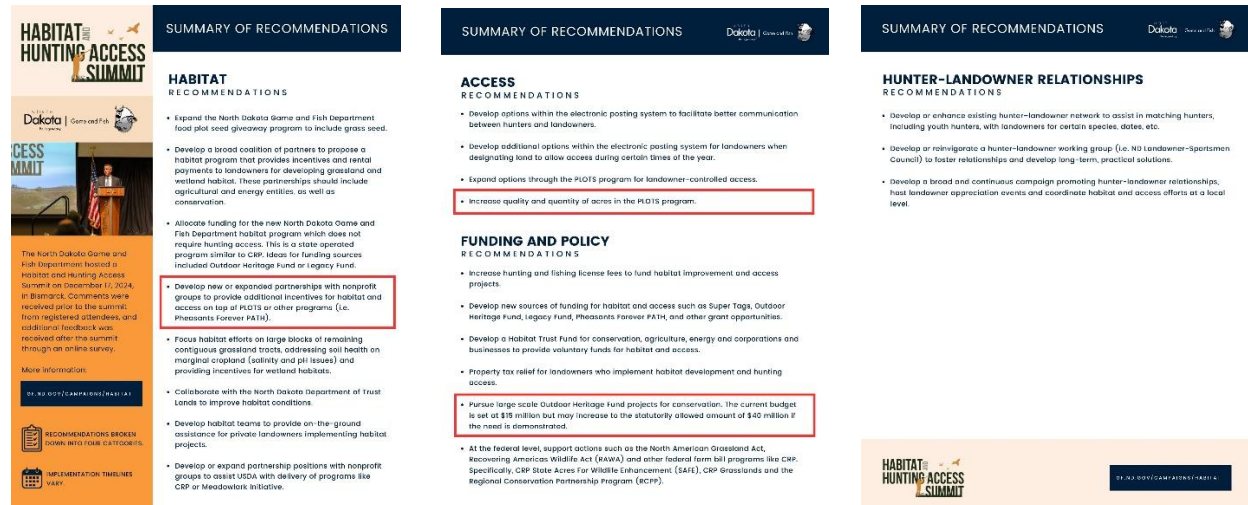 HABITAT AND
HUNTING ACCESS
SUMMIT
NORTH
Dakota | Game and Fish
Be Legendary.
CCESS
MMIT
The North Dakota Game and
Fish Department hosted a
Habitat and Hunting Access
Summit on December 17, 2024,
in Bismarck. Comments were
received prior to the summit
from registered attendees, and
additional feedback was
received after the summit
through an online survey.
More information:
GF.ND.GOV/CAMPAIGNS/HABITAT
RECOMMENDATIONS BROKEN
DOWN INTO FOUR CATEGORIES.
IMPLEMENTATION TIMELINES
VARY.
SUMMARY OF RECOMMENDATIONS
HABITAT
RECOMMENDATIONS
• Expand the North Dakota Game and Fish Department
food plot seed giveaway program to include grass seed.
• Develop a broad coalition of partners to propose a
habitat program that provides incentives and rental
payments to landowners for developing grassland and
wetland habitat. These partnerships should include
agricultural and energy entities, as well as
conservation.
• Allocate funding for the new North Dakota Game and
Fish Department habitat program which does not
require hunting access. This is a state operated
program similar to CRP. Ideas for funding sources
included Outdoor Heritage Fund or Legacy Fund.
• Develop new or expanded partnerships with nonprofit
groups to provide additional incentives for habitat and
access on top of PLOTS or other programs (i.e.
Pheasants Forever PATH).
• Focus habitat efforts on large blocks of remaining
contiguous grassland tracts, addressing soil health on
marginal cropland (salinity and pH issues) and
providing incentives for wetland habitats.
• Collaborate with the North Dakota Department of Trust
Lands to improve habitat conditions.
• Develop habitat teams to provide on-the-ground
assistance for private landowners implementing habitat
projects.
• Develop or expand partnership positions with nonprofit
groups to assist USDA with delivery of programs like
CRP or Meadowlark Initiative.
SUMMARY OF RECOMMENDATIONS
Dakota | Game and Fish
ACCESS
RECOMMENDATIONS
• Develop options within the electronic posting system to facilitate better communication
between hunters and landowners.
• Develop additional options within the electronic posting system for landowners when
designating land to allow access during certain times of the year.
• Expand options through the PLOTS program for landowner-controlled access.
• Increase quality and quantity of acres in the PLOTS program.
FUNDING AND POLICY
RECOMMENDATIONS
• Increase hunting and fishing license fees to fund habitat improvement and access
projects.
• Develop new sources of funding for habitat and access such as Super Tags, Outdoor
Heritage Fund, Legacy Fund, Pheasants Forever PATH, and other grant opportunities.
• Develop a Habitat Trust Fund for conservation, agriculture, energy and corporations and
businesses to provide voluntary funds for habitat and access.
• Property tax relief for landowners who implement habitat development and hunting
access.
• Pursue large scale Outdoor Heritage Fund projects for conservation. The current budget
is set at $15 million but may increase to the statutorily allowed amount of $40 million if
the need is demonstrated.
• At the federal level, support actions such as the North American Grassland Act,
Recovering Americas Wildlife Act (RAWA) and other federal farm bill programs like CRP.
Specifically, CRP State Acres For Wildlife Enhancement (SAFE), CRP Grasslands and the
Regional Conservation Partnership Program (RCPP).
SUMMARY OF RECOMMENDATIONS
Dakota | Game and Fish
HUNTER-LANDOWNER RELATIONSHIPS
RECOMMENDATIONS
• Develop or enhance existing hunter-landowner network to assist in matching hunters,
including youth hunters, with landowners for certain species, dates, etc.
• Develop or reinvigorate a hunter-landowner working group (i.e. ND Landowner-Sportsmen
Council) to foster relationships and develop long-term, practical solutions.
• Develop a broad and continuous campaign promoting hunter-landowner relationships,
host landowner appreciation events and coordinate habitat and access efforts at a local
level.
HABITAT AND
HUNTING ACCESS
SUMMIT
GF.ND.GOV/CAMPAIGNS/HABITAT